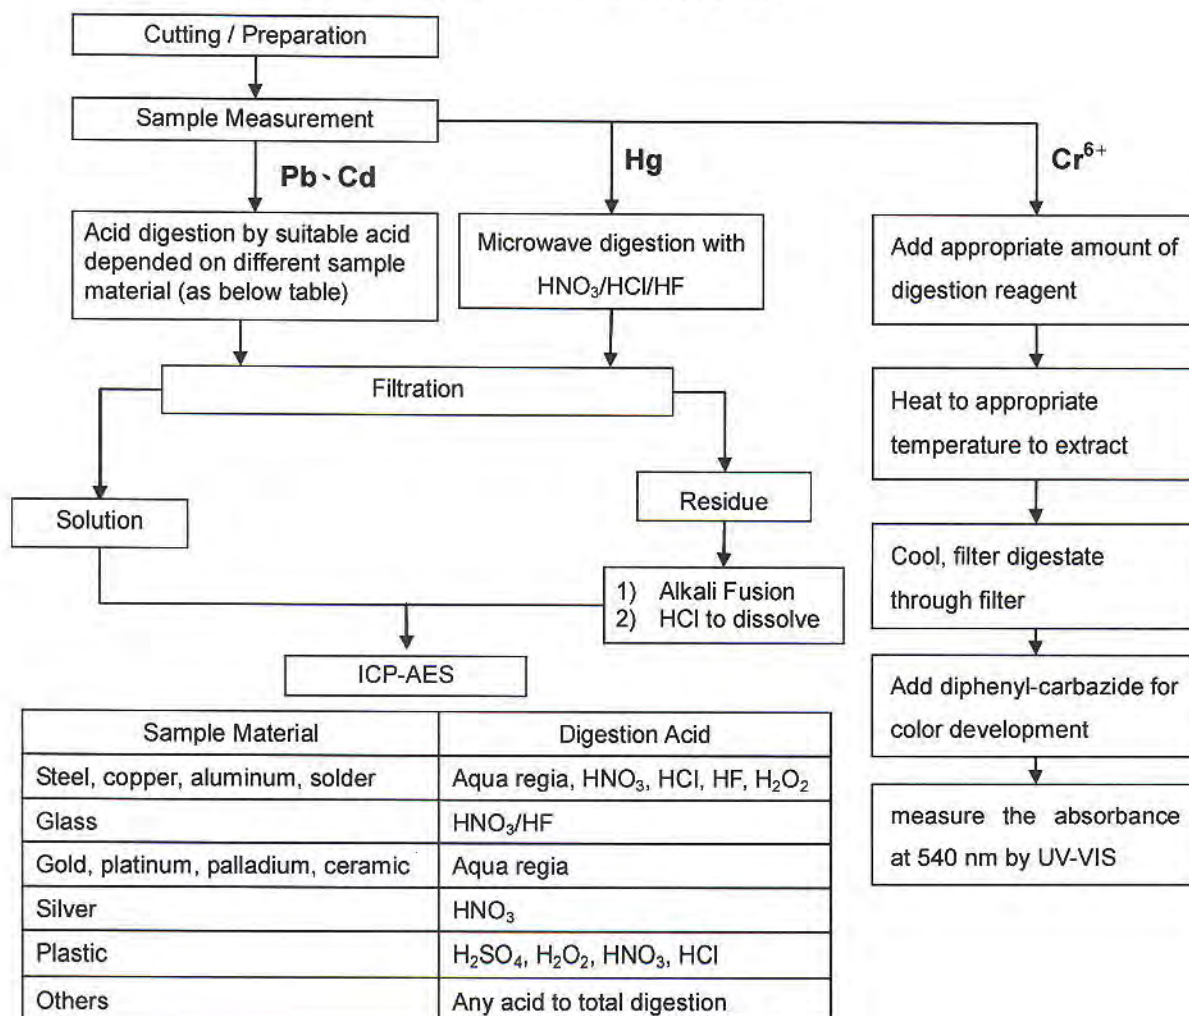 Cutting / Preparation
Sample Measurement
Pb、Cd
Hg
Cr⁶⁺
Acid digestion by suitable acid
depended on different sample
material (as below table)
Microwave digestion with
HNO₃/HCl/HF
Add appropriate amount of
digestion reagent
Filtration
Heat to appropriate
temperature to extract
Solution
Residue
1) Alkali Fusion
2) HCl to dissolve
Cool, filter digestate
through filter
ICP-AES
Add diphenyl-carbazide for
color development
measure the absorbance
at 540 nm by UV-VIS
Sample Material Digestion Acid
Steel, copper, aluminum, solder Aqua regia, HNO₃, HCl, HF, H₂O₂
Glass HNO₃/HF
Gold, platinum, palladium, ceramic Aqua regia
Silver HNO₃
Plastic H₂SO₄, H₂O₂, HNO₃, HCl
Others Any acid to total digestion